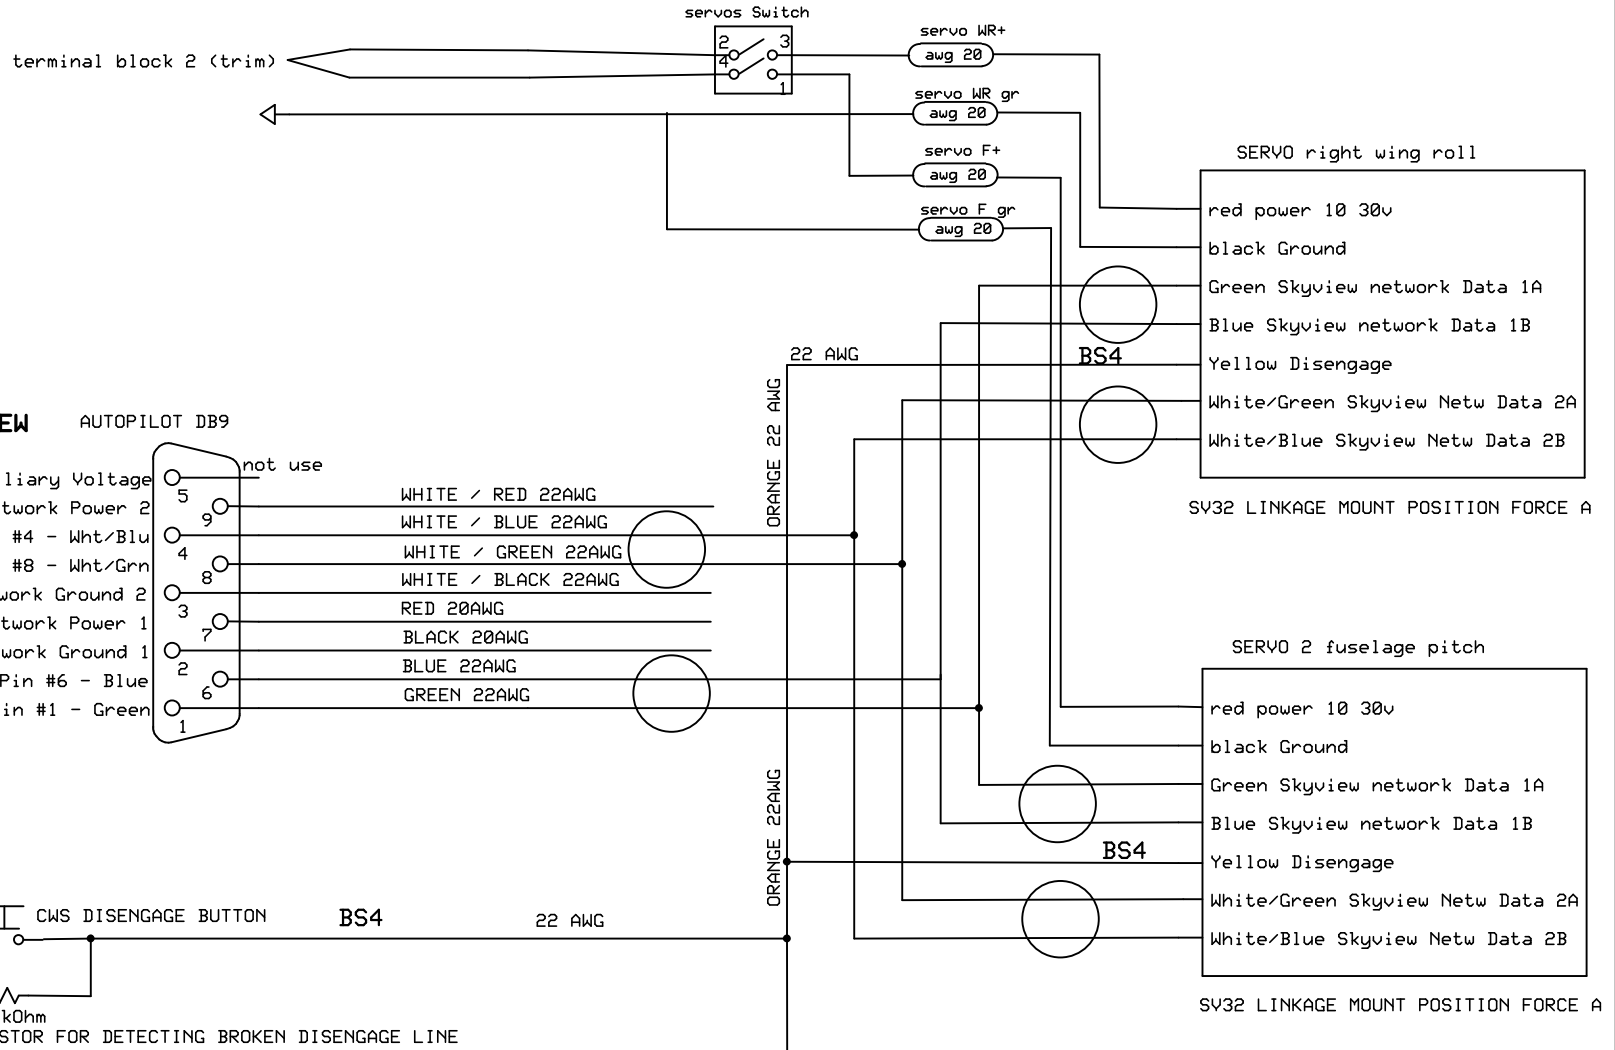 servos Switch
2
3
4
1
terminal block 2 (trim)
servo WR+
awg 20
servo WR gr
awg 20
servo F+
awg 20
servo F gr
awg 20
SERVO right wing roll
red power 10 30v
black Ground
Green Skyview network Data 1A
Blue Skyview network Data 1B
Yellow Disengage
White/Green Skyview Netw Data 2A
White/Blue Skyview Netw Data 2B
SV32 LINKAGE MOUNT POSITION FORCE A
22 AWG
BS4
ORANGE 22 AWG
EW
AUTOPILOT DB9
not use
liary Voltage
5
twork Power 2
9
WHITE / RED 22AWG
#4 - Wht/Blu
4
WHITE / BLUE 22AWG
#8 - Wht/Grn
8
WHITE / GREEN 22AWG
work Ground 2
3
WHITE / BLACK 22AWG
twork Power 1
7
RED 20AWG
work Ground 1
2
BLACK 20AWG
Pin #6 - Blue
6
BLUE 22AWG
in #1 - Green
1
GREEN 22AWG
SERVO 2 fuselage pitch
red power 10 30v
black Ground
Green Skyview network Data 1A
Blue Skyview network Data 1B
Yellow Disengage
White/Green Skyview Netw Data 2A
White/Blue Skyview Netw Data 2B
SV32 LINKAGE MOUNT POSITION FORCE A
ORANGE 22AWG
BS4
CWS DISENGAGE BUTTON
BS4
22 AWG
kOhm
STOR FOR DETECTING BROKEN DISENGAGE LINE